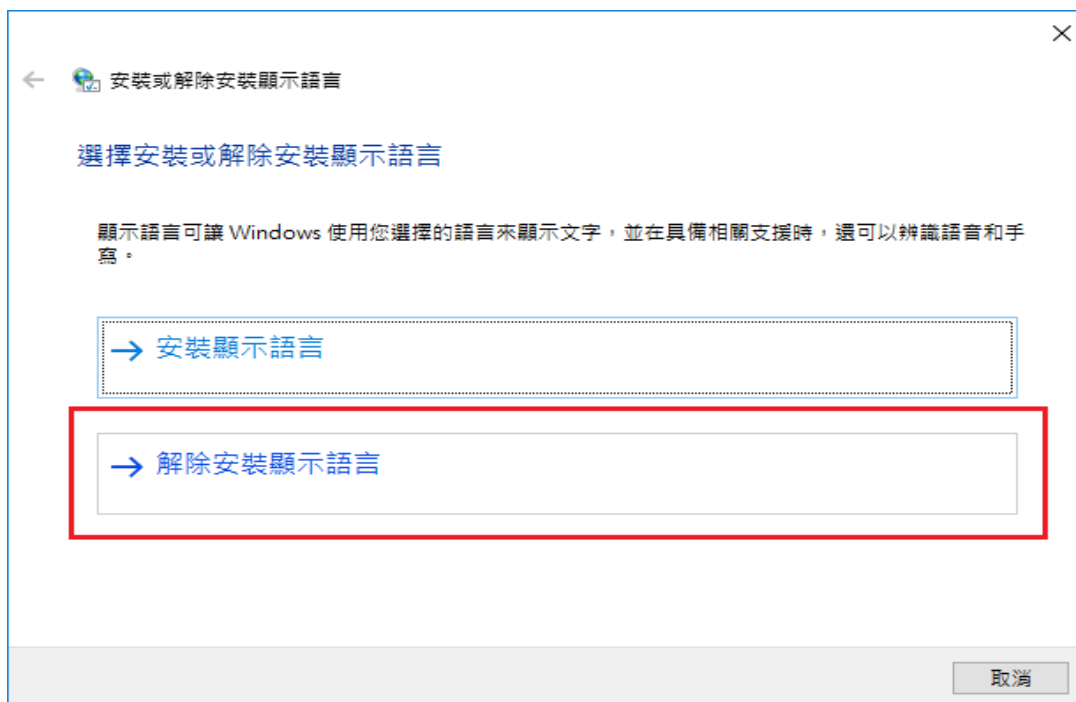 安裝或解除安裝顯示語言
選擇安裝或解除安裝顯示語言
顯示語言可讓 Windows 使用您選擇的語言來顯示文字，並在具備相關支援時，還可以辨識語音和手
寫。
安裝顯示語言
解除安裝顯示語言
取消